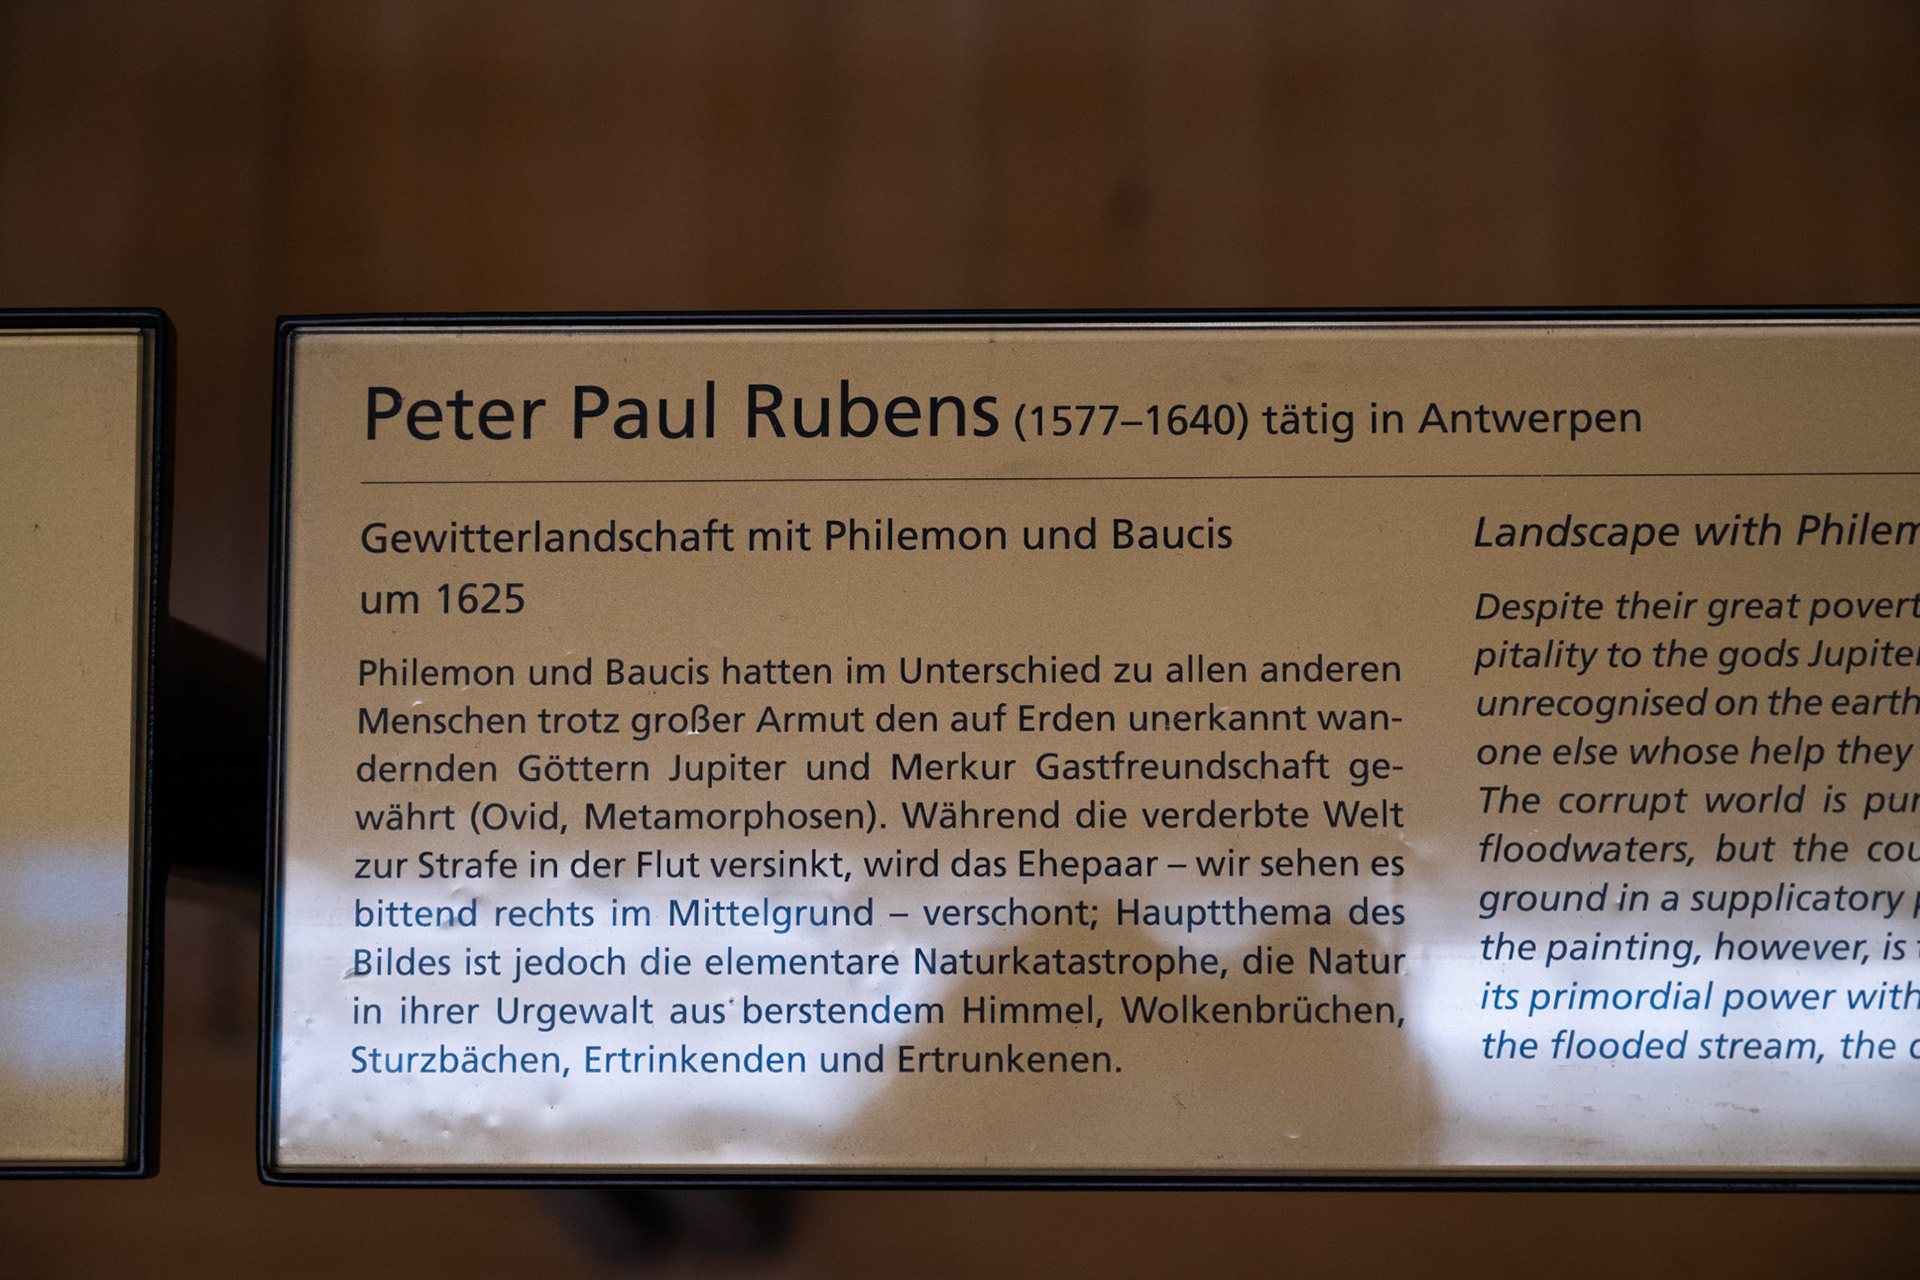 Peter Paul Rubens (1577–1640) tätig in Antwerpen
Gewitterlandschaft mit Philemon und Baucis
um 1625
Philemon und Baucis hatten im Unterschied zu allen anderen
Menschen trotz großer Armut den auf Erden unerkannt wan-
dernden Göttern Jupiter und Merkur Gastfreundschaft ge-
währt (Ovid, Metamorphosen). Während die verderbte Welt
zur Strafe in der Flut versinkt, wird das Ehepaar – wir sehen es
bittend rechts im Mittelgrund – verschont; Hauptthema des
Bildes ist jedoch die elementare Naturkatastrophe, die Natur
in ihrer Urgewalt aus berstendem Himmel, Wolkenbrüchen,
Sturzbächen, Ertrinkenden und Ertrunkenen.
Landscape with
Despite their great
pitality to the gods
unrecognised on the earth
one else whose help they
The corrupt world is
floodwaters, but the
ground in a supplicatory
the painting, however, is
its primordial power with
the flooded stream, the